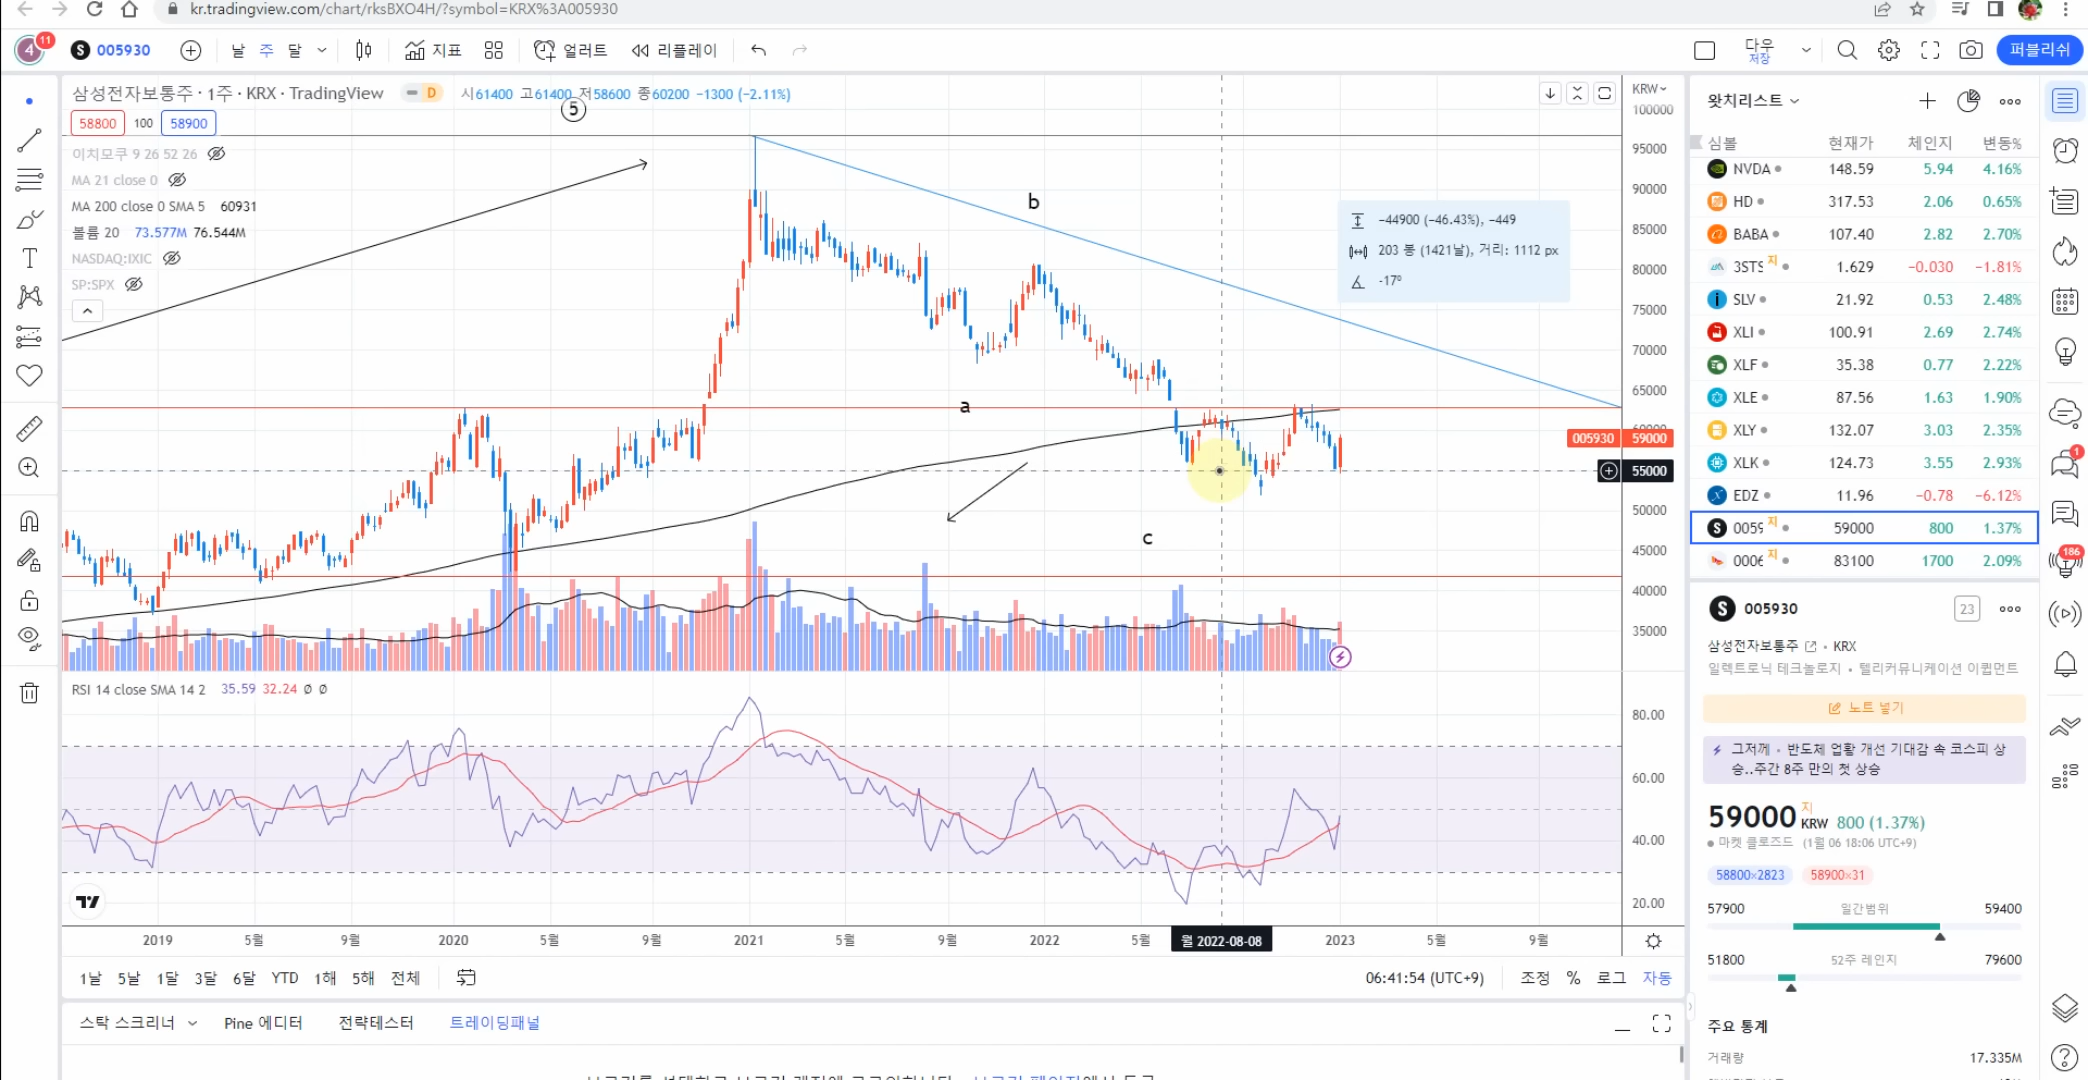 kr.tradingview.com/chart/rksBXO4H/?symbol=KRX%3A005930
4 11 S 005930 날 주 달 지표 얼러트 리플레이 다우 저장 퍼블리쉬
삼성전자보통주 · 1주 · KRX · TradingView D 시61400 고61400 저58600 종60200 −1300 (−2.11%)
58800 100 58900
이치모쿠 9 26 52 26
MA 21 close 0
MA 200 close 0 SMA 5 60931
볼륨 20 73.577M 76.544M
NASDAQ:IXIC
SP:SPX
5
b
a
c
−44900 (−46.43%), −449
203 봉 (1421날), 거리: 1112 px
-17º
KRW
100000
95000
90000
85000
80000
75000
70000
65000
60000
005930 59000
55000
50000
45000
40000
35000
RSI 14 close SMA 14 2 35.59 32.24 Ø Ø
80.00
60.00
40.00
20.00
2019 5월 9월 2020 5월 9월 2021 5월 9월 2022 5월 월 2022-08-08 2023 5월 9월
1날 5날 1달 3달 6달 YTD 1해 5해 전체 06:41:54 (UTC+9) 조정 % 로그 자동
스탁 스크리너 Pine 에디터 전략테스터 트레이딩패널
왓치리스트
심볼 현재가 체인지 변동%
NVDA 148.59 5.94 4.16%
HD 317.53 2.06 0.65%
BABA 107.40 2.82 2.70%
3STS 지 1.629 −0.030 −1.81%
SLV 21.92 0.53 2.48%
XLI 100.91 2.69 2.74%
XLF 35.38 0.77 2.22%
XLE 87.56 1.63 1.90%
XLY 132.07 3.03 2.35%
XLK 124.73 3.55 2.93%
EDZ 11.96 −0.78 −6.12%
S 0059 지 59000 800 1.37%
0006 지 83100 1700 2.09%
S 005930 23
삼성전자보통주 • KRX
일렉트로닉 테크놀로지 • 텔리커뮤니케이션 이큅먼트
노트 넣기
그저께 • 반도체 업황 개선 기대감 속 코스피 상
승..주간 8주 만의 첫 상승
59000 지 KRW 800 (1.37%)
마켓 클로즈드 (1월 06 18:06 UTC+9)
58800×2823 58900×31
57900 일간범위 59400
51800 52주 레인지 79600
주요 통계
거래량 17.335M
1
186